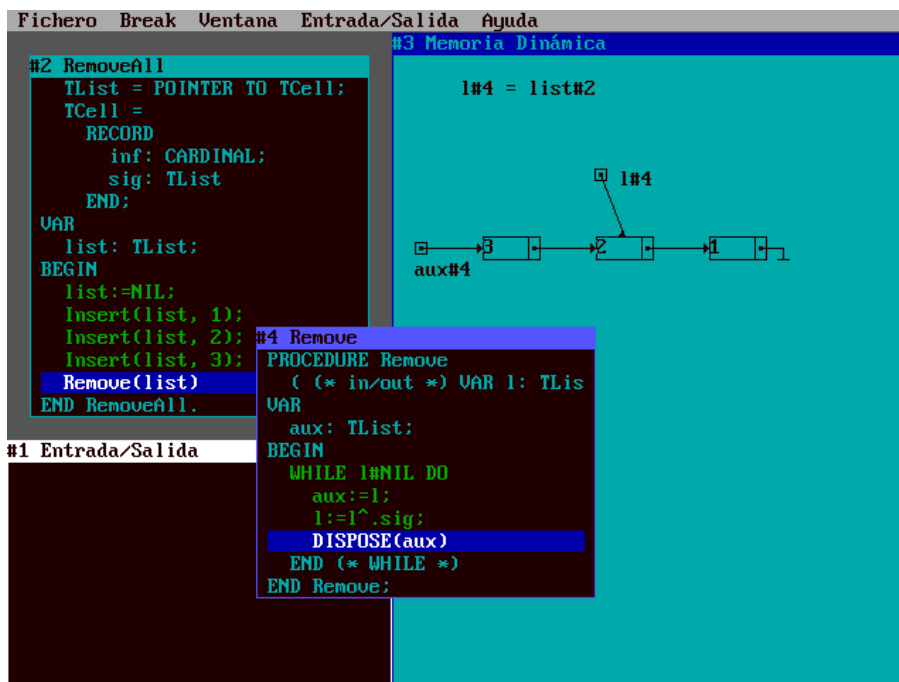 Fichero Break Ventana Entrada/Salida Ayuda
#3 Memoria Dinámica
l#4 = list#2
l#4
3 2 1
aux#4
#2 RemoveAll
TList = POINTER TO TCell;
TCell =
RECORD
inf: CARDINAL;
sig: TList
END;
VAR
list: TList;
BEGIN
list:=NIL;
Insert(list, 1);
Insert(list, 2);
Insert(list, 3);
Remove(list)
END RemoveAll.
#4 Remove
PROCEDURE Remove
( (* in/out *) VAR l: TLis
VAR
aux: TList;
BEGIN
WHILE l#NIL DO
aux:=l;
l:=l^.sig;
DISPOSE(aux)
END (* WHILE *)
END Remove;
#1 Entrada/Salida